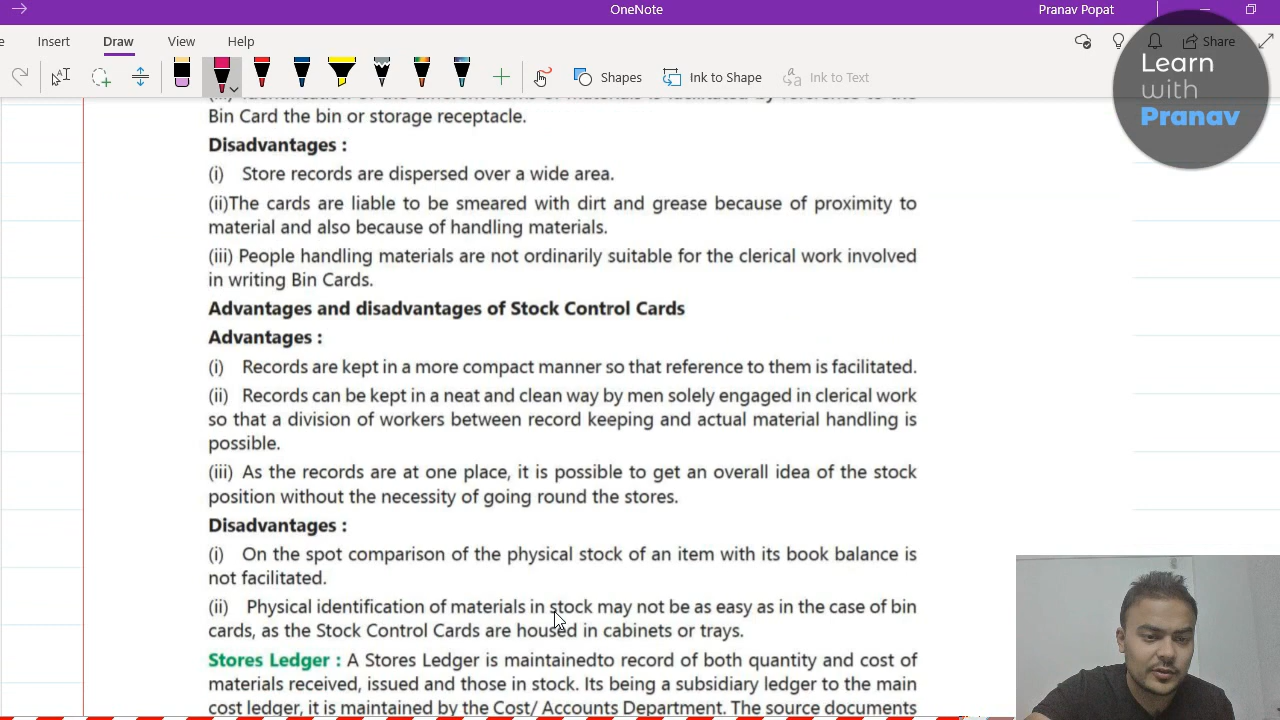 OneNote
Pranav Popat
Insert
Draw
View
Help
Share
Shapes
Ink to Shape
Ink to Text
Learn
with
Pranav
Bin Card the bin or storage receptacle.
Disadvantages :
(i) Store records are dispersed over a wide area.
(ii)The cards are liable to be smeared with dirt and grease because of proximity to
material and also because of handling materials.
(iii) People handling materials are not ordinarily suitable for the clerical work involved
in writing Bin Cards.
Advantages and disadvantages of Stock Control Cards
Advantages :
(i) Records are kept in a more compact manner so that reference to them is facilitated.
(ii) Records can be kept in a neat and clean way by men solely engaged in clerical work
so that a division of workers between record keeping and actual material handling is
possible.
(iii) As the records are at one place, it is possible to get an overall idea of the stock
position without the necessity of going round the stores.
Disadvantages :
(i) On the spot comparison of the physical stock of an item with its book balance is
not facilitated.
(ii) Physical identification of materials in stock may not be as easy as in the case of bin
cards, as the Stock Control Cards are housed in cabinets or trays.
Stores Ledger : A Stores Ledger is maintainedto record of both quantity and cost of
materials received, issued and those in stock. Its being a subsidiary ledger to the main
cost ledger, it is maintained by the Cost/ Accounts Department. The source documents